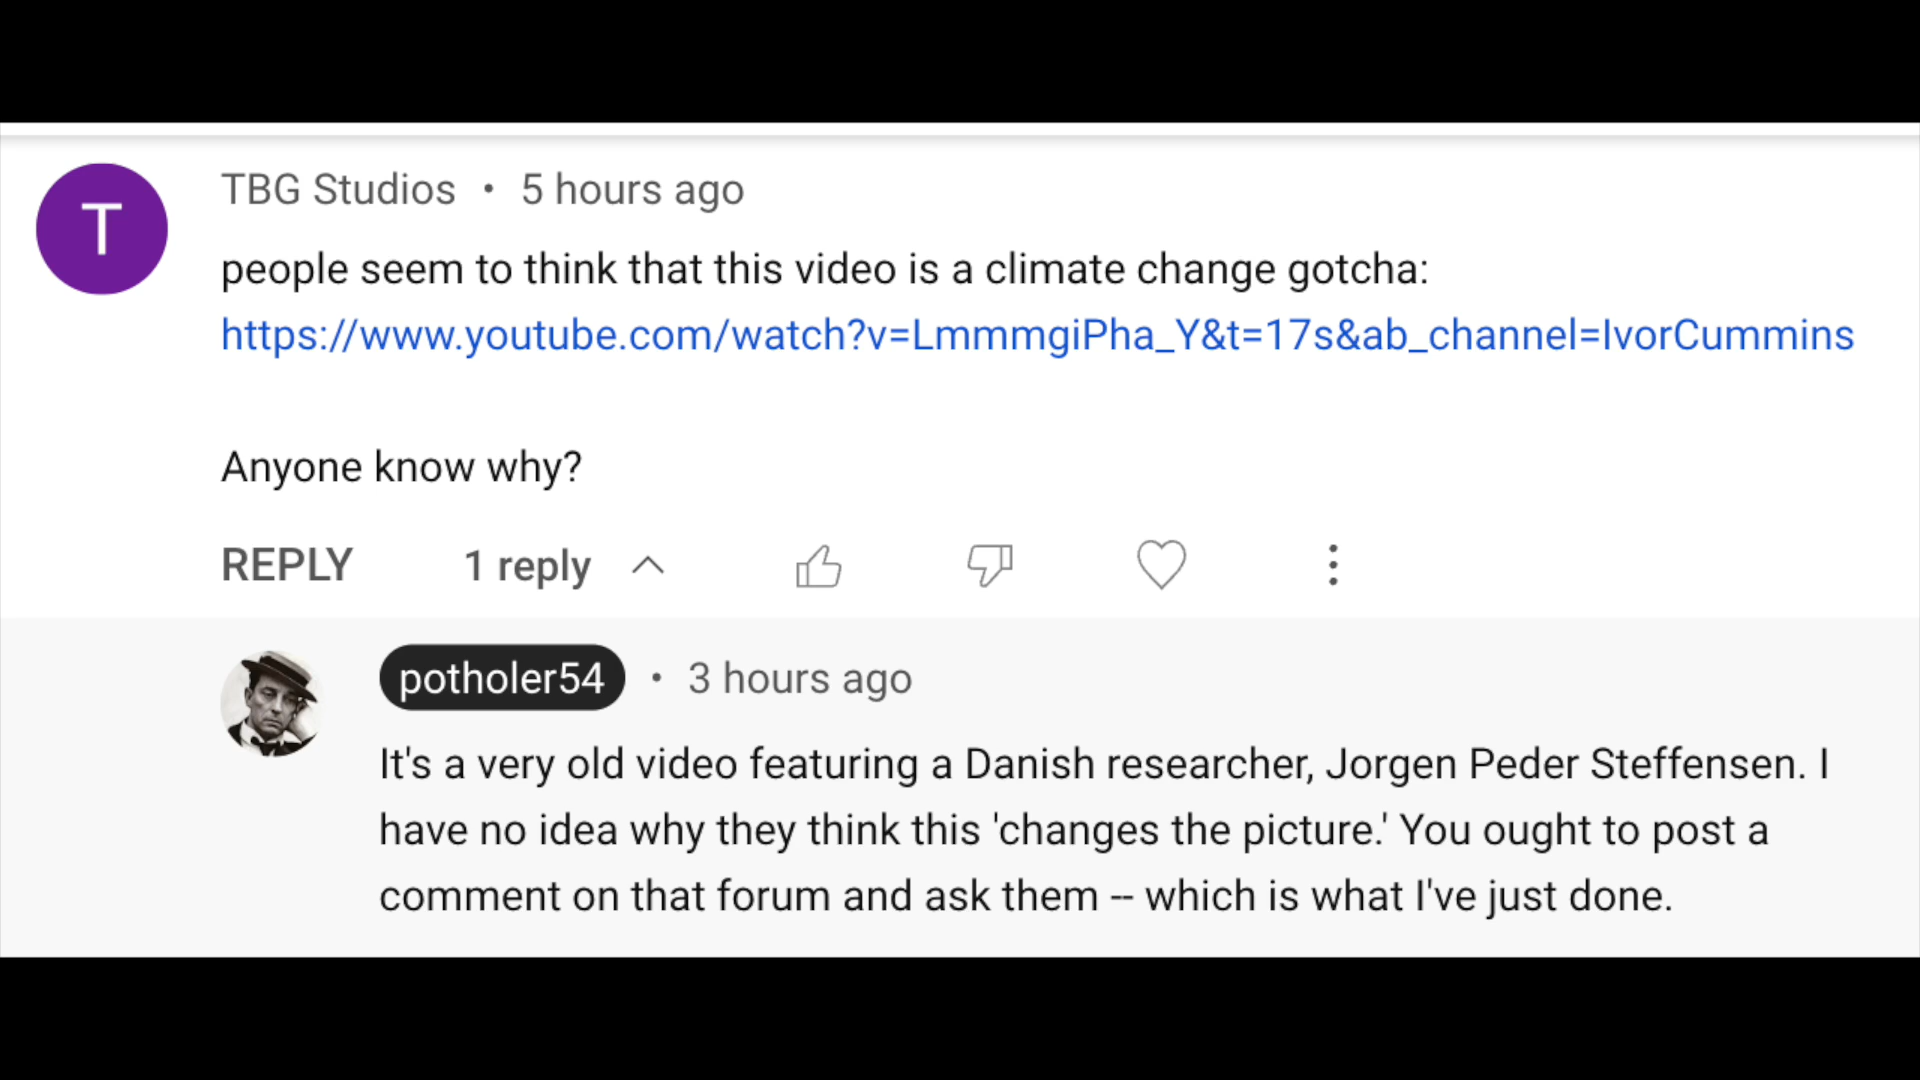 T
TBG Studios • 5 hours ago
people seem to think that this video is a climate change gotcha:
https://www.youtube.com/watch?v=LmmmgiPha_Y&t=17s&ab_channel=IvorCummins
Anyone know why?
REPLY 1 reply
potholer54 • 3 hours ago
It's a very old video featuring a Danish researcher, Jorgen Peder Steffensen. I
have no idea why they think this 'changes the picture.' You ought to post a
comment on that forum and ask them -- which is what I've just done.